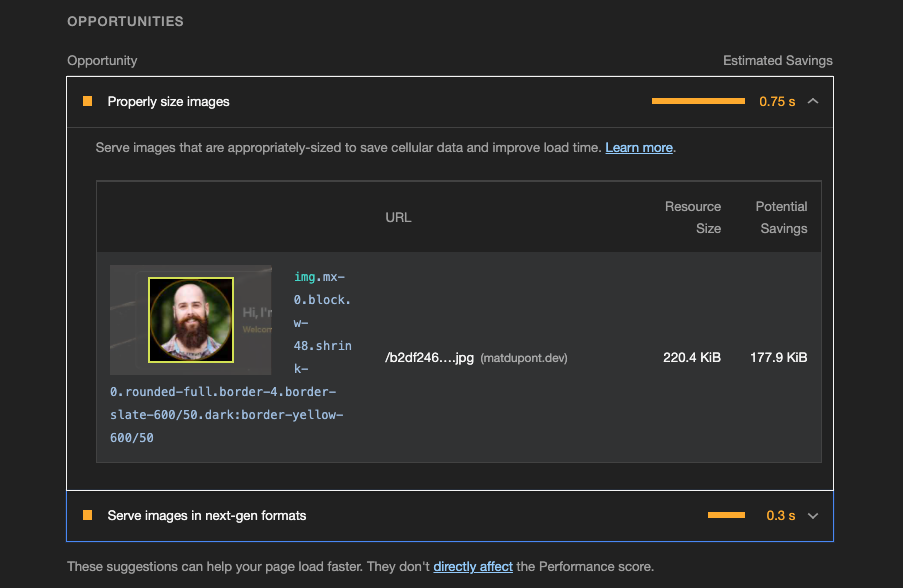 OPPORTUNITIES
Opportunity Estimated Savings
Properly size images 0.75 s
Serve images that are appropriately-sized to save cellular data and improve load time. Learn more.
URL Resource Size Potential Savings
Hi, I'm
Welcom
img.mx-
0.block.
w-
48.shrin
k-
0.rounded-full.border-4.border-
slate-600/50.dark:border-yellow-
600/50
/b2df246….jpg (matdupont.dev) 220.4 KiB 177.9 KiB
Serve images in next-gen formats 0.3 s
These suggestions can help your page load faster. They don't directly affect the Performance score.